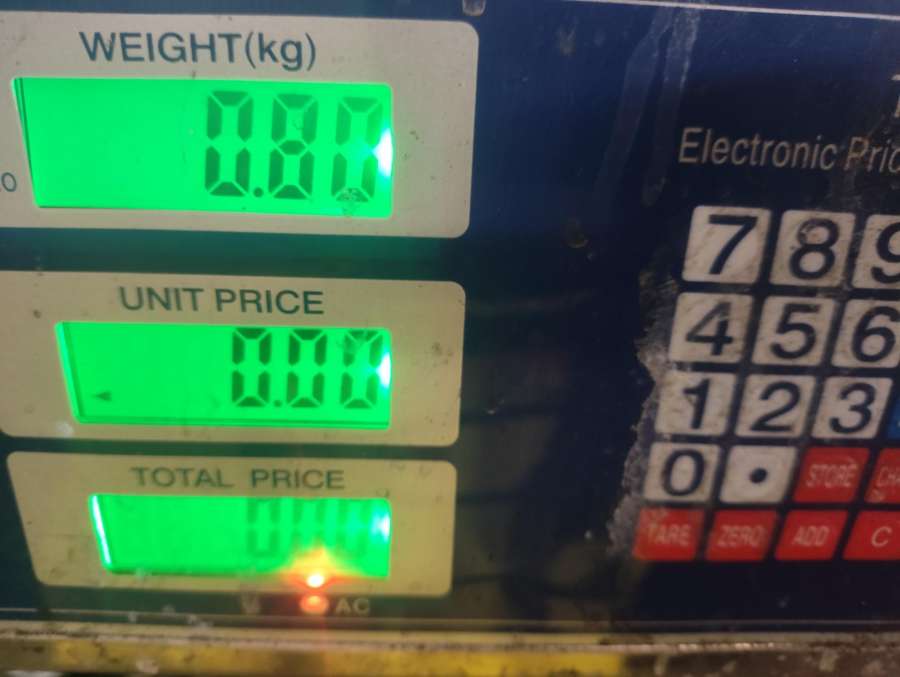 WEIGHT(kg)
0.80
UNIT PRICE
0.00
TOTAL PRICE
AC
Electronic
7 8 9
4 5 6
1 2 3
0 .
STORE
TARE ZERO ADD C